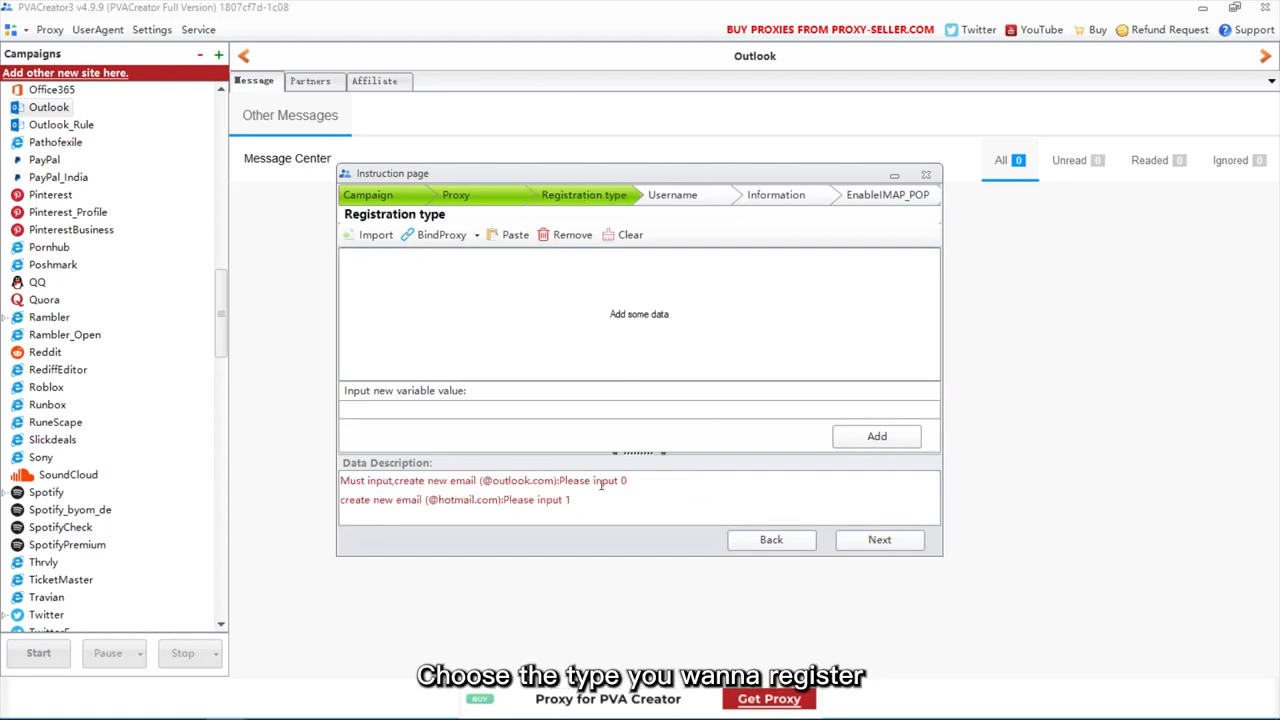 PVACreator3 v4.9.9 (PVACreator Full Version) 1807cf7d-1c08
Proxy UserAgent Settings Service
BUY PROXIES FROM PROXY-SELLER.COM Twitter YouTube Buy Refund Request Support
Campaigns - +
Add other new site here.
Office365
Outlook
Outlook_Rule
Pathofexile
PayPal
PayPal_India
Pinterest
Pinterest_Profile
PinterestBusiness
Pornhub
Poshmark
QQ
Quora
Rambler
Rambler_Open
Reddit
RediffEditor
Roblox
Runbox
RuneScape
Slickdeals
Sony
SoundCloud
Spotify
Spotify_byom_de
SpotifyCheck
SpotifyPremium
Thrvly
TicketMaster
Travian
Twitter
Start Pause Stop
Outlook
Message Partners Affiliate
Other Messages
Message Center
All 0 Unread 0 Readed 0 Ignored 0
Instruction page
Campaign Proxy Registration type Username Information EnableIMAP_POP
Registration type
Import BindProxy Paste Remove Clear
Add some data
Input new variable value:
Add
Data Description:
Must input,create new email (@outlook.com):Please input 0
create new email (@hotmail.com):Please input 1
Back Next
Choose the type you wanna register
BUY Proxy for PVA Creator Get Proxy